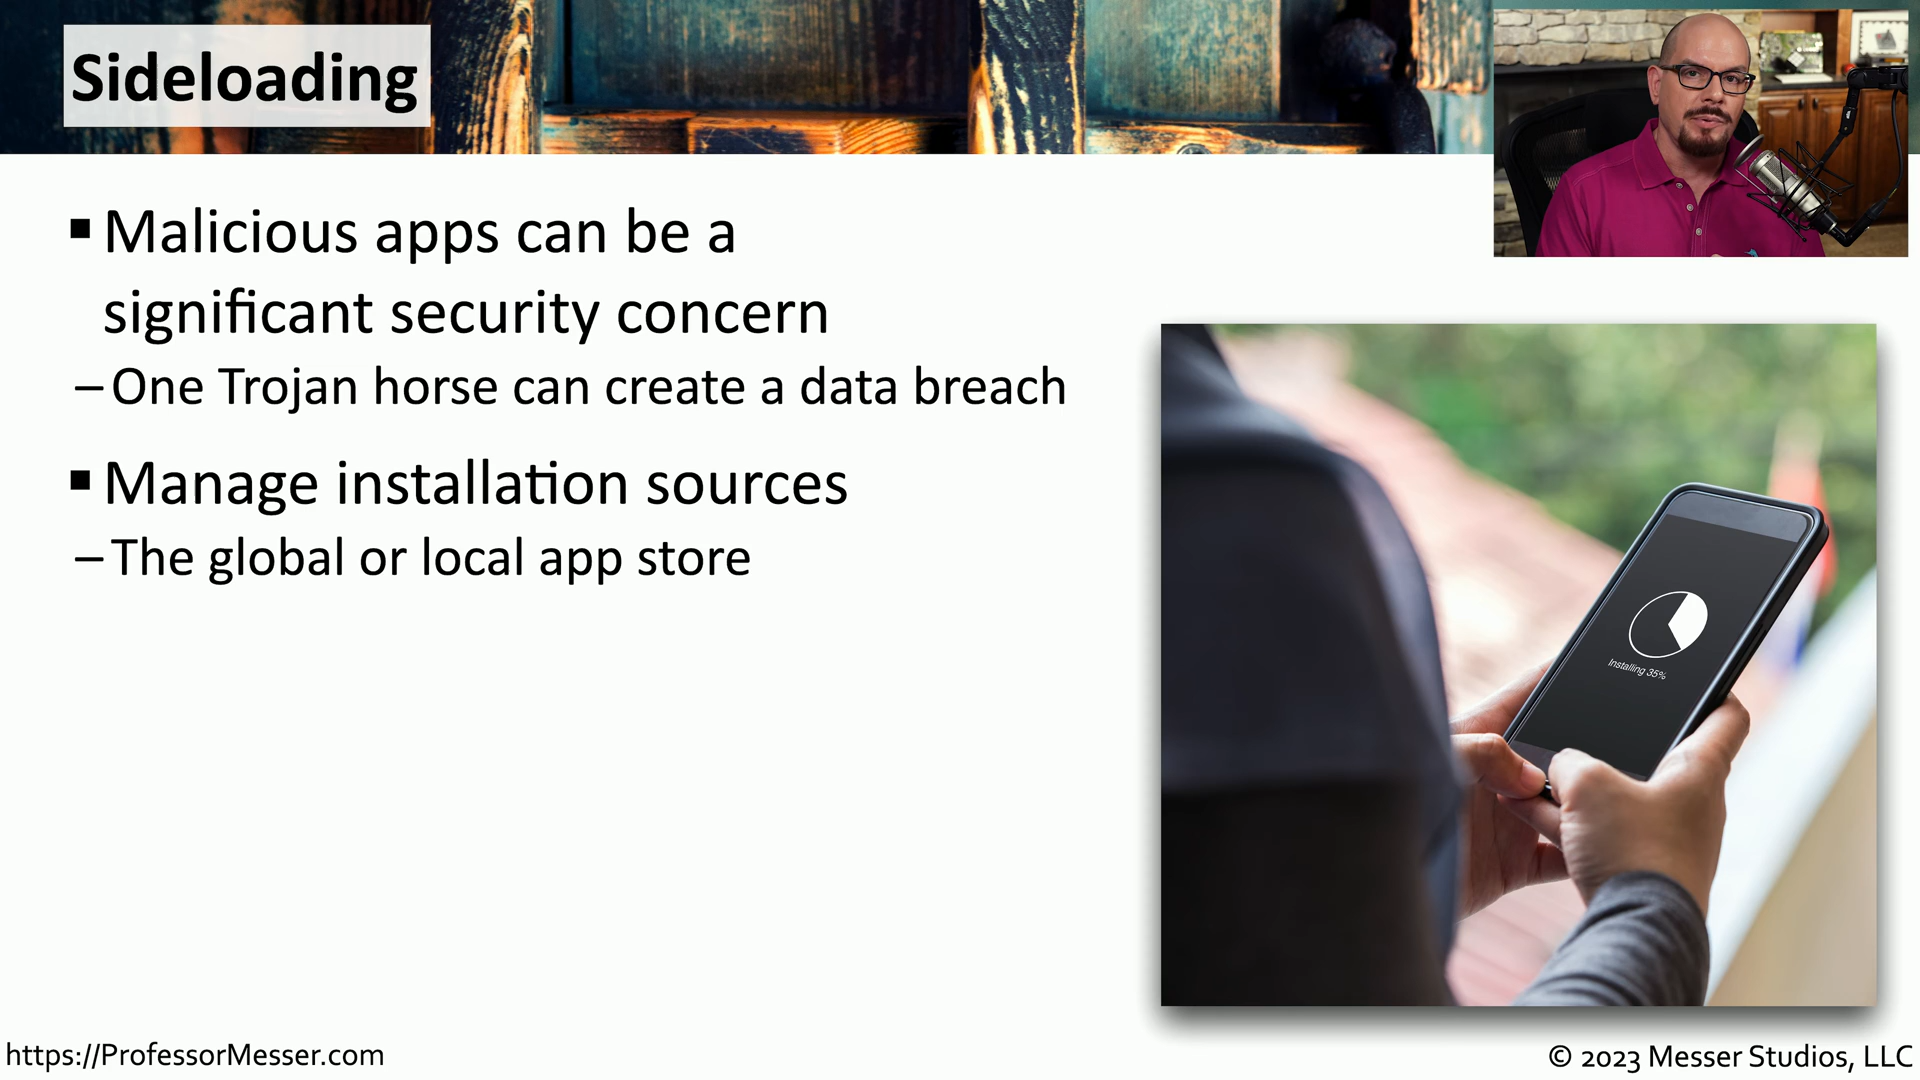 Sideloading
▪ Malicious apps can be a
significant security concern
– One Trojan horse can create a data breach
▪ Manage installation sources
– The global or local app store
Installing 35%
https://ProfessorMesser.com
© 2023 Messer Studios, LLC